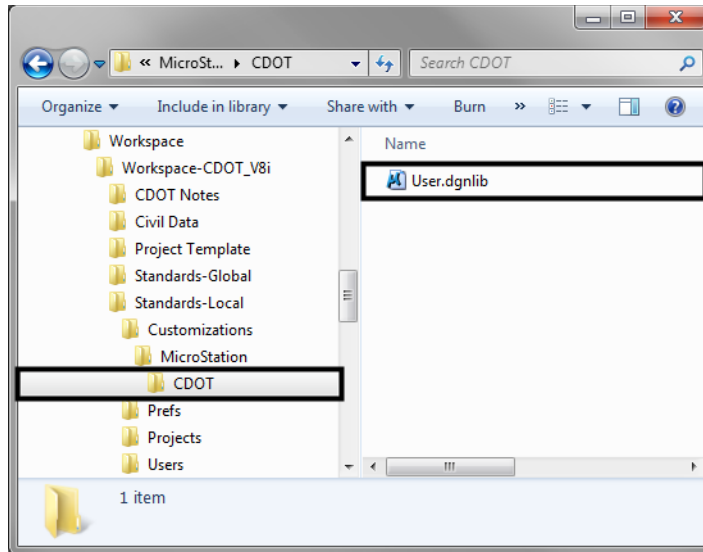 « MicroSt... ▸ CDOT
Search CDOT
Organize ▾ Include in library ▾ Share with ▾ Burn »
Workspace
Workspace-CDOT_V8i
CDOT Notes
Civil Data
Project Template
Standards-Global
Standards-Local
Customizations
MicroStation
CDOT
Prefs
Projects
Users
Name
User.dgnlib
1 item